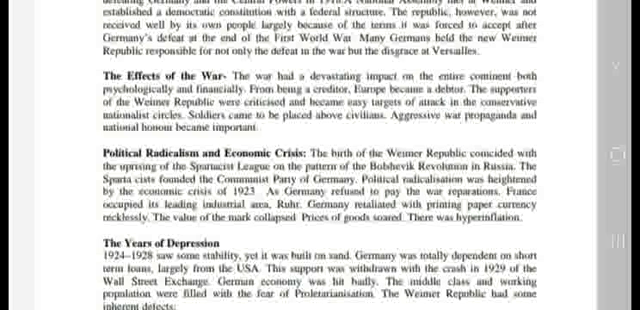 established a democratic constitution with a federal structure. The republic, however, was not
received well by its own people largely because of the terms it was forced to accept after
Germany's defeat at the end of the First World War Many Germans held the new Weimer
Republic responsible for not only the defeat in the war but the disgrace at Versailles.
The Effects of the War- The war had a devastating impact on the entire continent both
psychologically and financially. From being a creditor, Europe became a debtor. The supporters
of the Weimer Republic were criticised and became easy targets of attack in the conservative
nationalist circles. Soldiers came to be placed above civilians. Aggressive war propaganda and
national honour became important.
Political Radicalism and Economic Crisis: The birth of the Weimer Republic coincided with
the uprising of the Spartacist League on the pattern of the Bolshevik Revolution in Russia. The
Sparta cists founded the Communist Party of Germany. Political radicalisation was heightened
by the economic crisis of 1923 As Germany refused to pay the war reparations. France
occupied its leading industrial area, Ruhr. Germany retaliated with printing paper currency
recklessly. The value of the mark collapsed Prices of goods soared There was hyperinflation.
The Years of Depression
1924-1928 saw some stability, yet it was built on sand. Germany was totally dependent on short
term loans, largely from the USA. This support was withdrawn with the crash in 1929 of the
Wall Street Exchange. German economy was hit badly. The middle class and working
population were filled with the fear of Proletarianisation. The Weimer Republic had some
inherent defects: